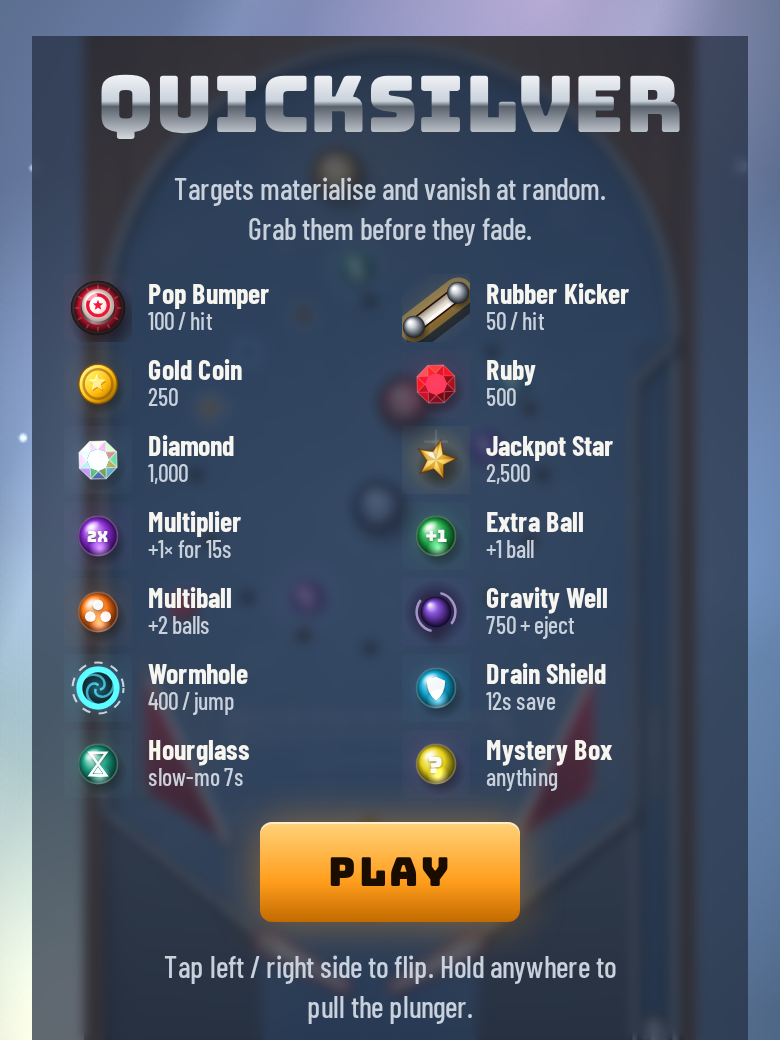 QUICKSILVER
Targets materialise and vanish at random.
Grab them before they fade.
Pop Bumper
100 / hit
Rubber Kicker
50 / hit
Gold Coin
250
Ruby
500
Diamond
1,000
Jackpot Star
2,500
2X
Multiplier
+1× for 15s
+1
Extra Ball
+1 ball
Multiball
+2 balls
Gravity Well
750 + eject
Wormhole
400 / jump
Drain Shield
12s save
Hourglass
slow-mo 7s
?
Mystery Box
anything
PLAY
Tap left / right side to flip. Hold anywhere to
pull the plunger.